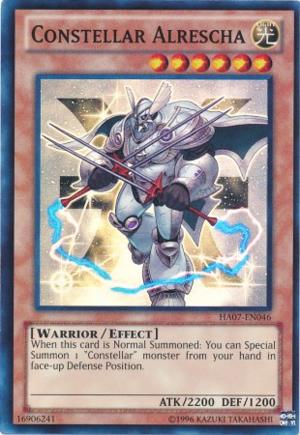 CONSTELLAR ALRESCHA
光
HA07-EN046
[WARRIOR / EFFECT]
When this card is Normal Summoned: You can Special
Summon 1 "Constellar" monster from your hand in
face-up Defense Position.
ATK/2200 DEF/1200
16906241
©1996 KAZUKI TAKAHASHI